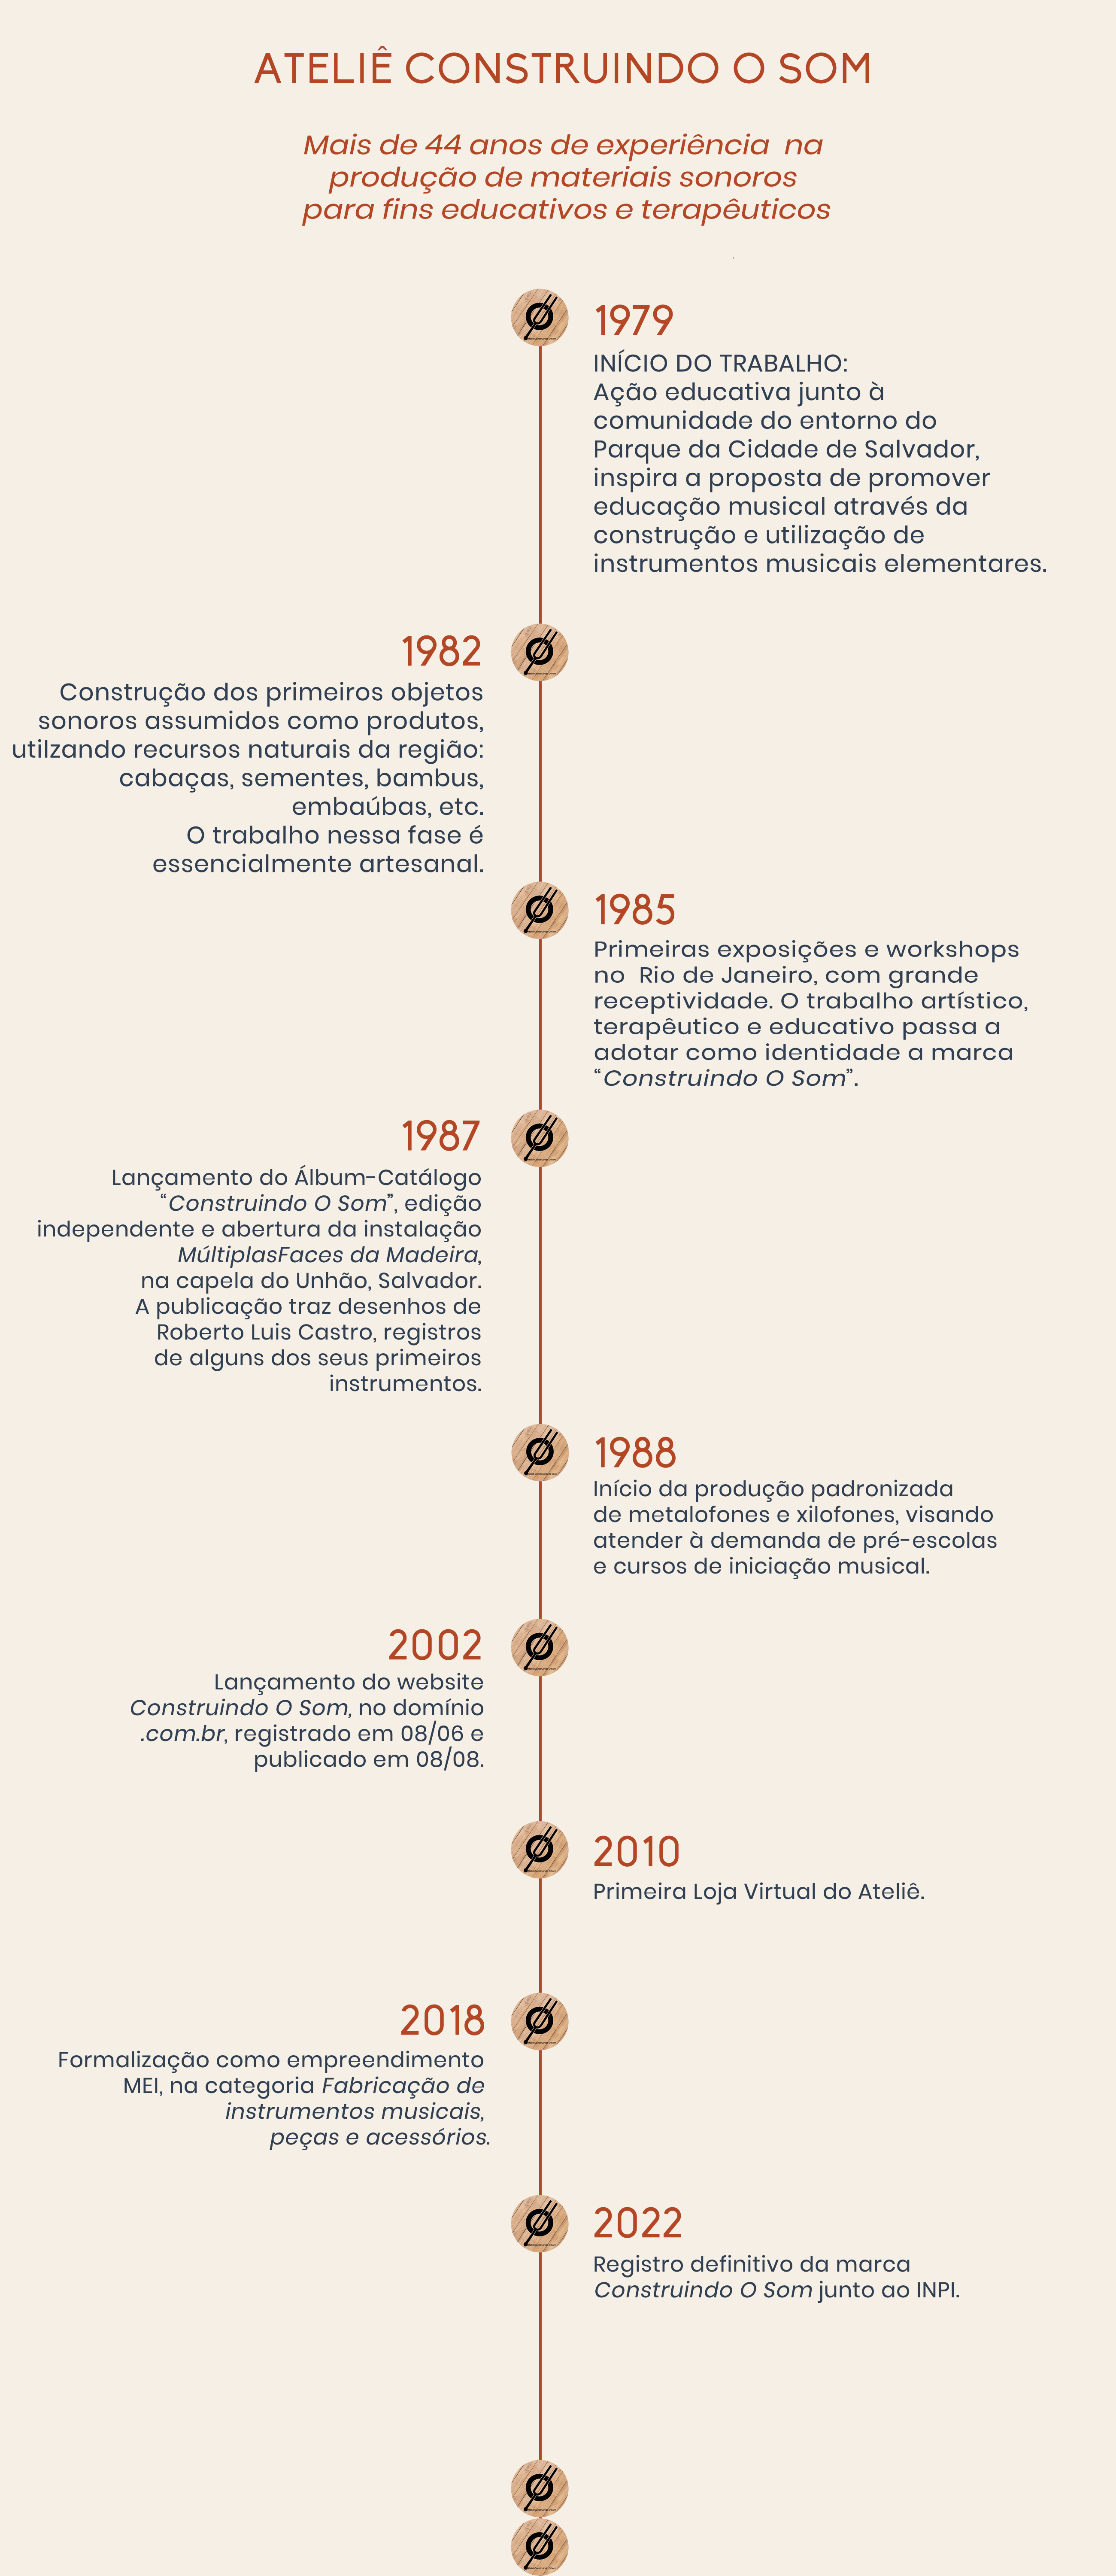 ATELIÊ CONSTRUINDO O SOM
Mais de 44 anos de experiência na
produção de materiais sonoros
para fins educativos e terapêuticos
1979
INÍCIO DO TRABALHO:
Ação educativa junto à
comunidade do entorno do
Parque da Cidade de Salvador,
inspira a proposta de promover
educação musical através da
construção e utilização de
instrumentos musicais elementares.
1982
Construção dos primeiros objetos
sonoros assumidos como produtos,
utilzando recursos naturais da região:
cabaças, sementes, bambus,
embaúbas, etc.
O trabalho nessa fase é
essencialmente artesanal.
1985
Primeiras exposições e workshops
no Rio de Janeiro, com grande
receptividade. O trabalho artístico,
terapêutico e educativo passa a
adotar como identidade a marca
“Construindo O Som”.
1987
Lançamento do Álbum-Catálogo
“Construindo O Som”, edição
independente e abertura da instalação
MúltiplasFaces da Madeira,
na capela do Unhão, Salvador.
A publicação traz desenhos de
Roberto Luis Castro, registros
de alguns dos seus primeiros
instrumentos.
1988
Início da produção padronizada
de metalofones e xilofones, visando
atender à demanda de pré-escolas
e cursos de iniciação musical.
2002
Lançamento do website
Construindo O Som, no domínio
.com.br, registrado em 08/06 e
publicado em 08/08.
2010
Primeira Loja Virtual do Ateliê.
2018
Formalização como empreendimento
MEI, na categoria Fabricação de
instrumentos musicais,
peças e acessórios.
2022
Registro definitivo da marca
Construindo O Som junto ao INPI.